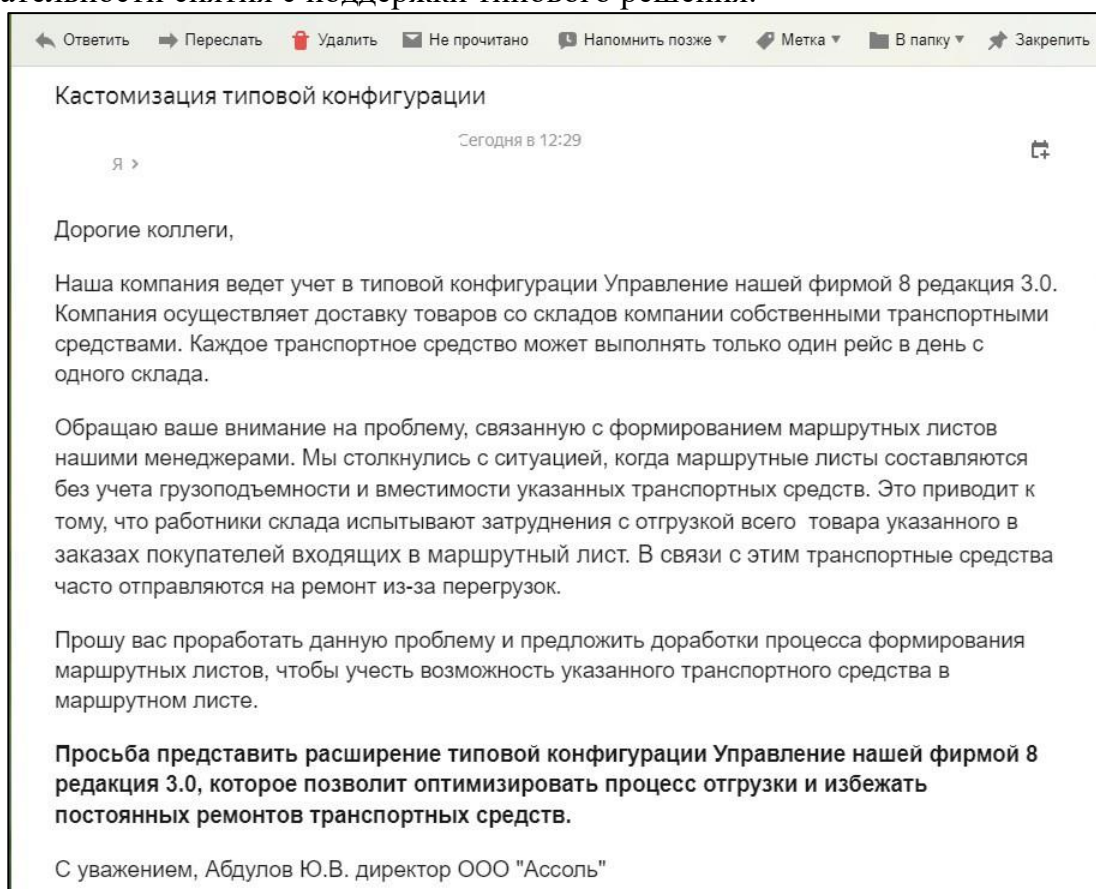 снятия с поддержки типового решения.
Ответить Переслать Удалить Не прочитано Напомнить позже Метка В папку Закрепить
Кастомизация типовой конфигурации
Сегодня в 12:29
Я >
Дорогие коллеги,
Наша компания ведет учет в типовой конфигурации Управление нашей фирмой 8 редакция 3.0.
Компания осуществляет доставку товаров со складов компании собственными транспортными
средствами. Каждое транспортное средство может выполнять только один рейс в день с
одного склада.
Обращаю ваше внимание на проблему, связанную с формированием маршрутных листов
нашими менеджерами. Мы столкнулись с ситуацией, когда маршрутные листы составляются
без учета грузоподъемности и вместимости указанных транспортных средств. Это приводит к
тому, что работники склада испытывают затруднения с отгрузкой всего товара указанного в
заказах покупателей входящих в маршрутный лист. В связи с этим транспортные средства
часто отправляются на ремонт из-за перегрузок.
Прошу вас проработать данную проблему и предложить доработки процесса формирования
маршрутных листов, чтобы учесть возможность указанного транспортного средства в
маршрутном листе.
Просьба представить расширение типовой конфигурации Управление нашей фирмой 8
редакция 3.0, которое позволит оптимизировать процесс отгрузки и избежать
постоянных ремонтов транспортных средств.
С уважением, Абдулов Ю.В. директор ООО "Ассоль"